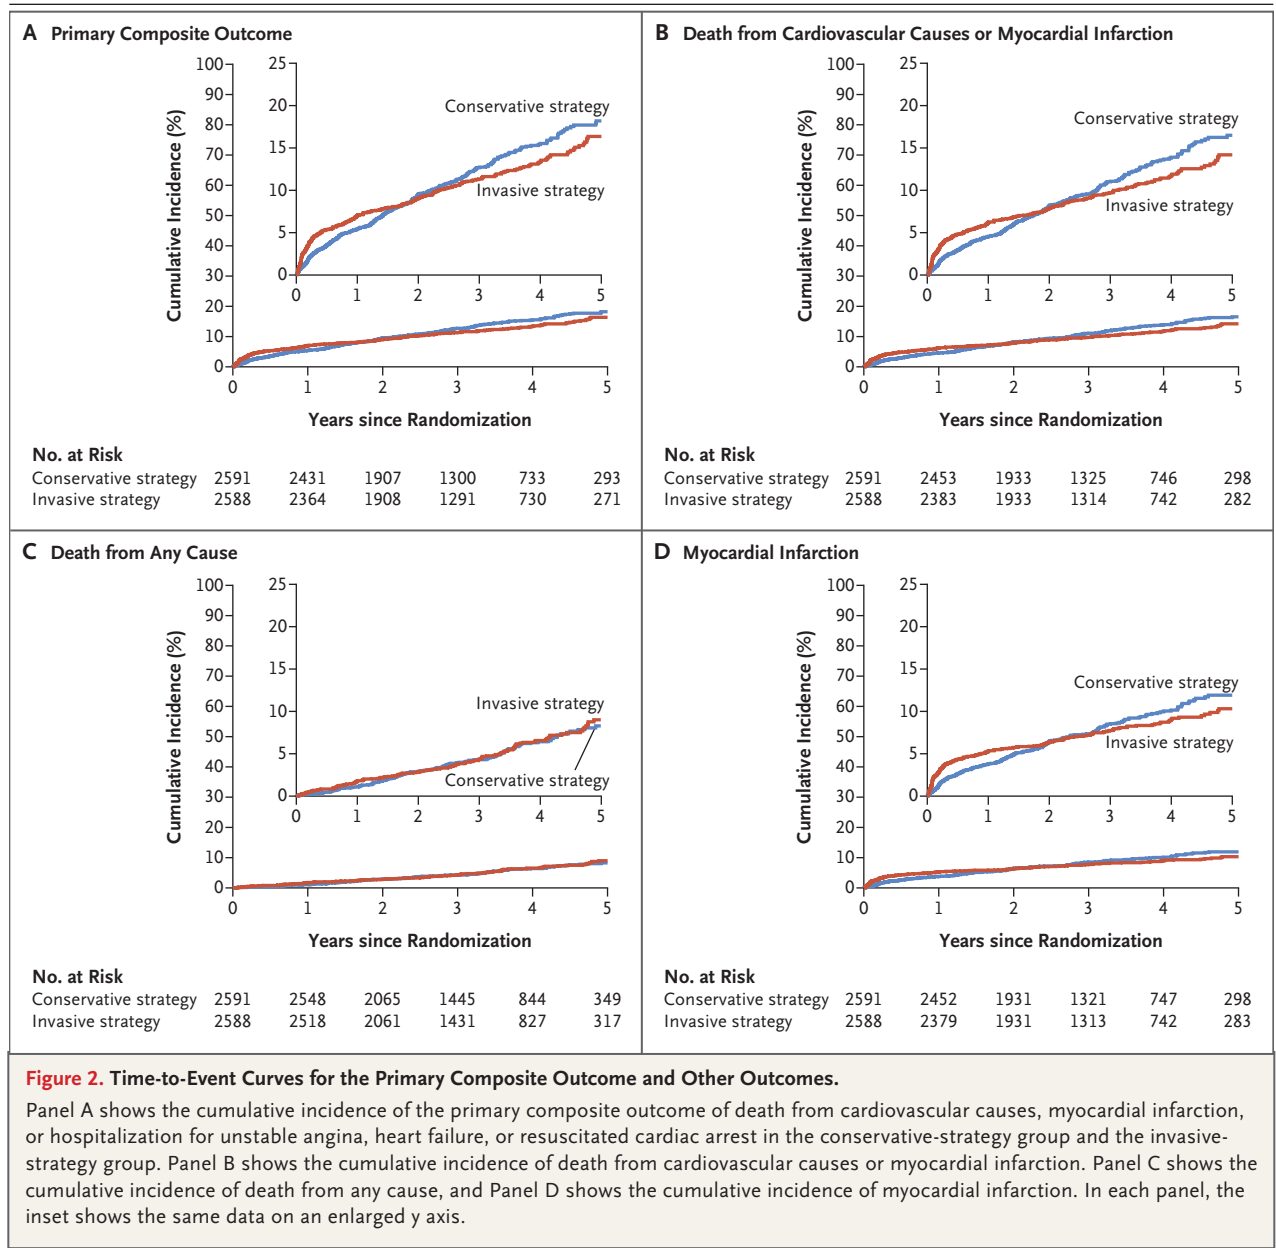 A Primary Composite Outcome
Cumulative Incidence (%)
100
90
80
70
60
50
40
30
20
10
0
25
20
15
10
5
0
Conservative strategy
Invasive strategy
0 1 2 3 4 5
0 1 2 3 4 5
Years since Randomization
No. at Risk
Conservative strategy 2591 2431 1907 1300 733 293
Invasive strategy 2588 2364 1908 1291 730 271
B Death from Cardiovascular Causes or Myocardial Infarction
Cumulative Incidence (%)
100
90
80
70
60
50
40
30
20
10
0
25
20
15
10
5
0
Conservative strategy
Invasive strategy
0 1 2 3 4 5
0 1 2 3 4 5
Years since Randomization
No. at Risk
Conservative strategy 2591 2453 1933 1325 746 298
Invasive strategy 2588 2383 1933 1314 742 282
C Death from Any Cause
Cumulative Incidence (%)
100
90
80
70
60
50
40
30
20
10
0
25
20
15
10
5
0
Invasive strategy
Conservative strategy
0 1 2 3 4 5
0 1 2 3 4 5
Years since Randomization
No. at Risk
Conservative strategy 2591 2548 2065 1445 844 349
Invasive strategy 2588 2518 2061 1431 827 317
D Myocardial Infarction
Cumulative Incidence (%)
100
90
80
70
60
50
40
30
20
10
0
25
20
15
10
5
0
Conservative strategy
Invasive strategy
0 1 2 3 4 5
0 1 2 3 4 5
Years since Randomization
No. at Risk
Conservative strategy 2591 2452 1931 1321 747 298
Invasive strategy 2588 2379 1931 1313 742 283
Figure 2. Time-to-Event Curves for the Primary Composite Outcome and Other Outcomes.
Panel A shows the cumulative incidence of the primary composite outcome of death from cardiovascular causes, myocardial infarction,
or hospitalization for unstable angina, heart failure, or resuscitated cardiac arrest in the conservative-strategy group and the invasive-
strategy group. Panel B shows the cumulative incidence of death from cardiovascular causes or myocardial infarction. Panel C shows the
cumulative incidence of death from any cause, and Panel D shows the cumulative incidence of myocardial infarction. In each panel, the
inset shows the same data on an enlarged y axis.